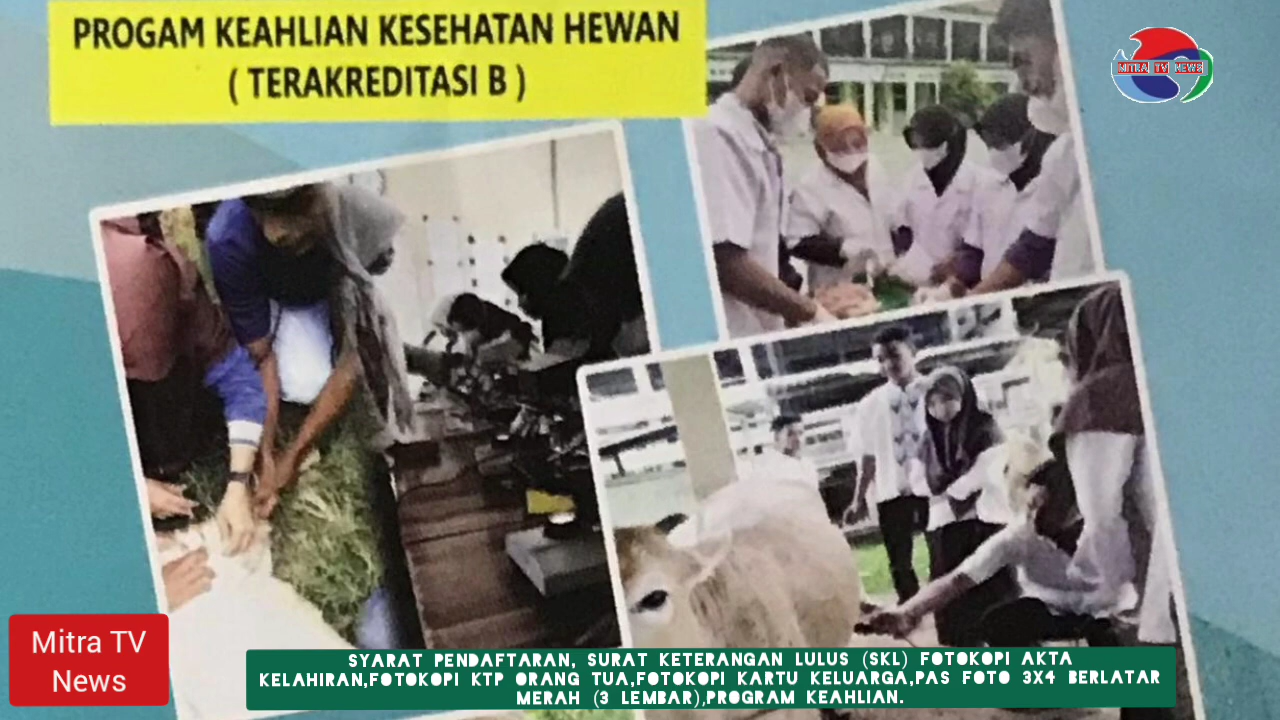 PROGAM KEAHLIAN KESEHATAN HEWAN
( TERAKREDITASI B )
MITRA TV NEWS
Mitra TV
News
SYARAT PENDAFTARAN, SURAT KETERANGAN LULUS (SKL) FOTOKOPI AKTA
KELAHIRAN,FOTOKOPI KTP ORANG TUA,FOTOKOPI KARTU KELUARGA,PAS FOTO 3X4 BERLATAR
MERAH (3 LEMBAR),PROGRAM KEAHLIAN.